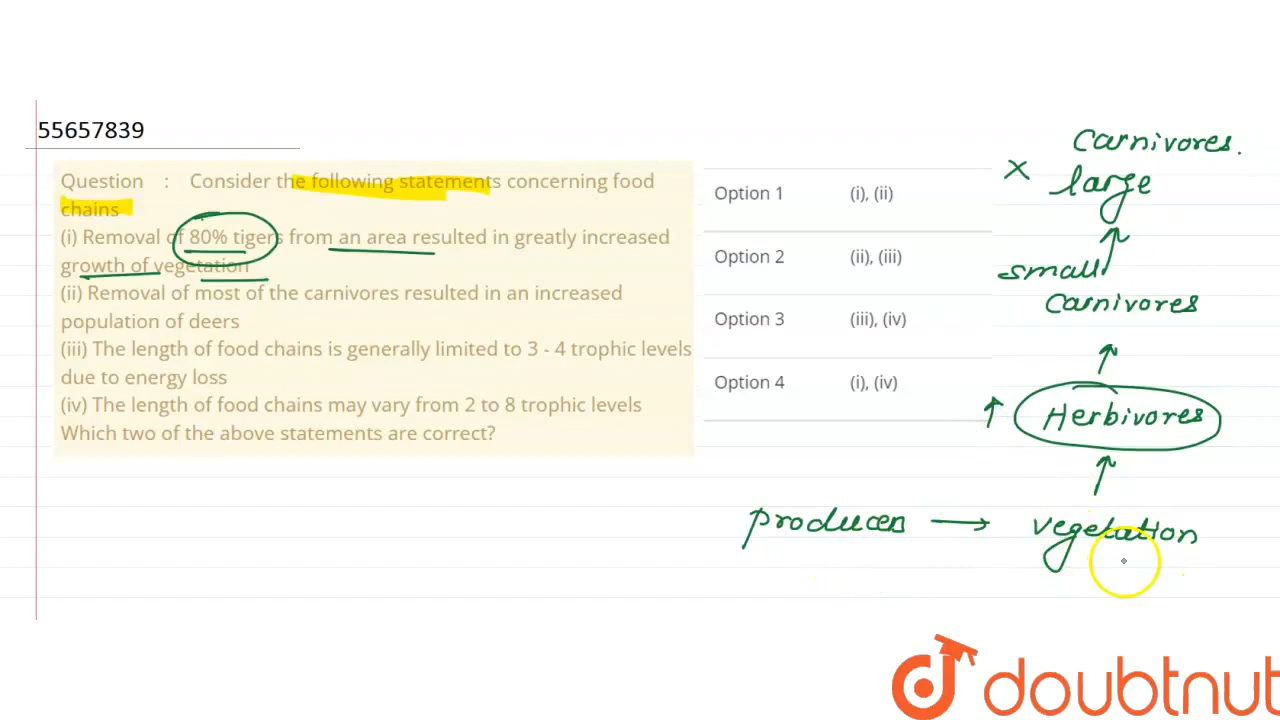 55657839
Question : Consider the following statements concerning food
chains
(i) Removal of 80% tigers from an area resulted in greatly increased
growth of vegetation
(ii) Removal of most of the carnivores resulted in an increased
population of deers
(iii) The length of food chains is generally limited to 3 - 4 trophic levels
due to energy loss
(iv) The length of food chains may vary from 2 to 8 trophic levels
Which two of the above statements are correct?
Option 1 (i), (ii)
Option 2 (ii), (iii)
Option 3 (iii), (iv)
Option 4 (i), (iv)
Carnivores.
x large
small
Carnivores
Herbivores
producers → vegetation
doubtnut